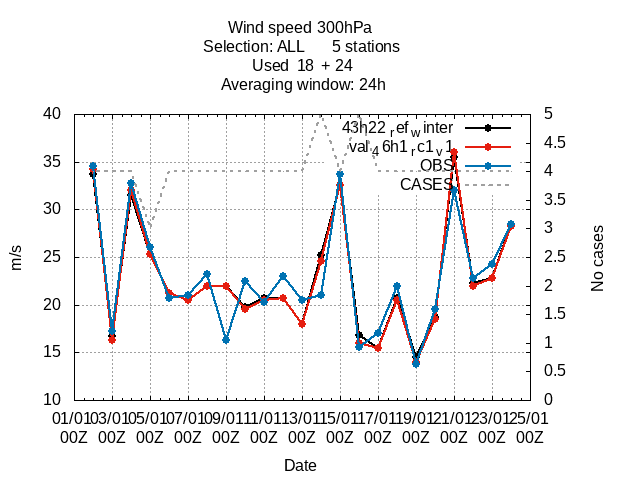 Wind speed 300hPa
Selection: ALL 5 stations
Used 18 + 24
Averaging window: 24h
43h22 ref winter
val 46h1 rc1 v1
OBS
CASES
40
35
30
25
20
15
10
m/s
5
4.5
4
3.5
3
2.5
2
1.5
1
0.5
0
No cases
01/01 03/01 05/01 07/01 09/01 11/01 13/01 15/01 17/01 19/01 21/01 23/01 25/01
00Z 00Z 00Z 00Z 00Z 00Z 00Z 00Z 00Z 00Z 00Z 00Z 00Z
Date